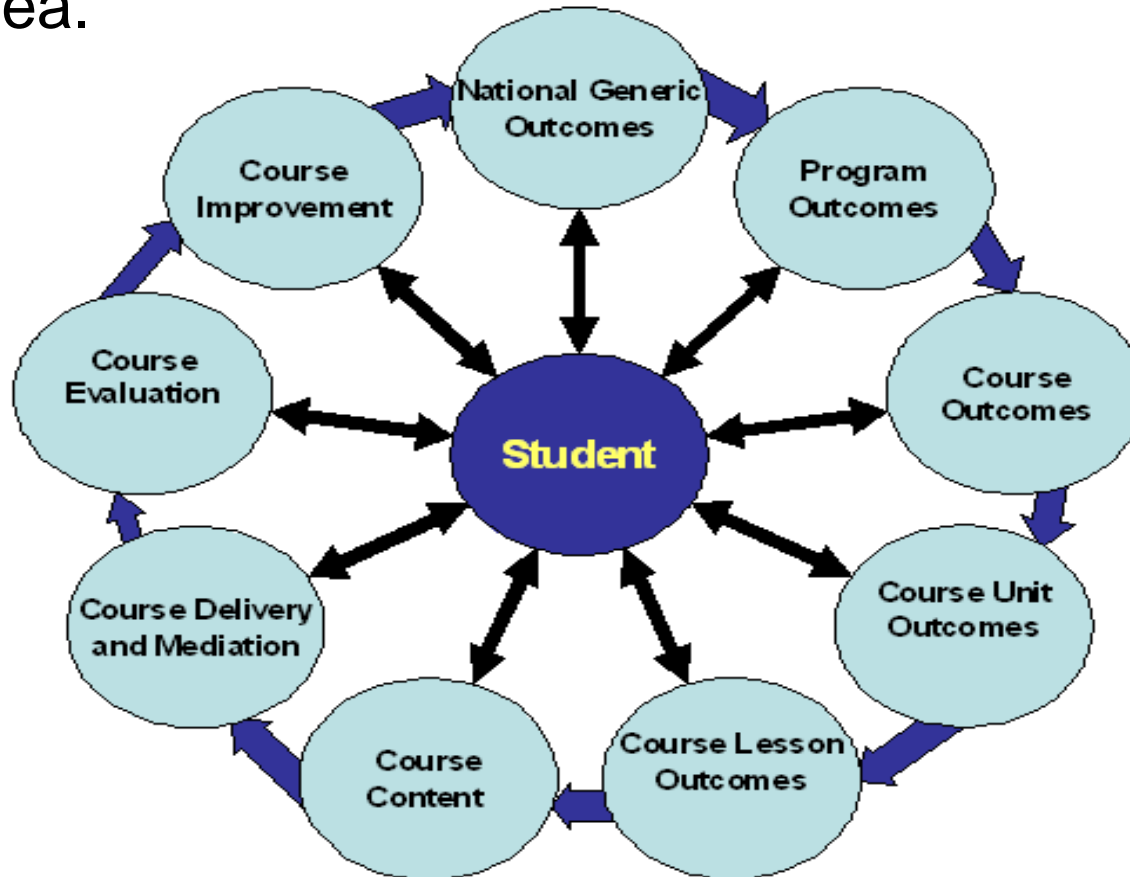 ea.
National Generic
Outcomes
Program
Outcomes
Course
Outcomes
Course Unit
Outcomes
Course Lesson
Outcomes
Course
Content
Course Delivery
and Mediation
Course
Evaluation
Course
Improvement
Student